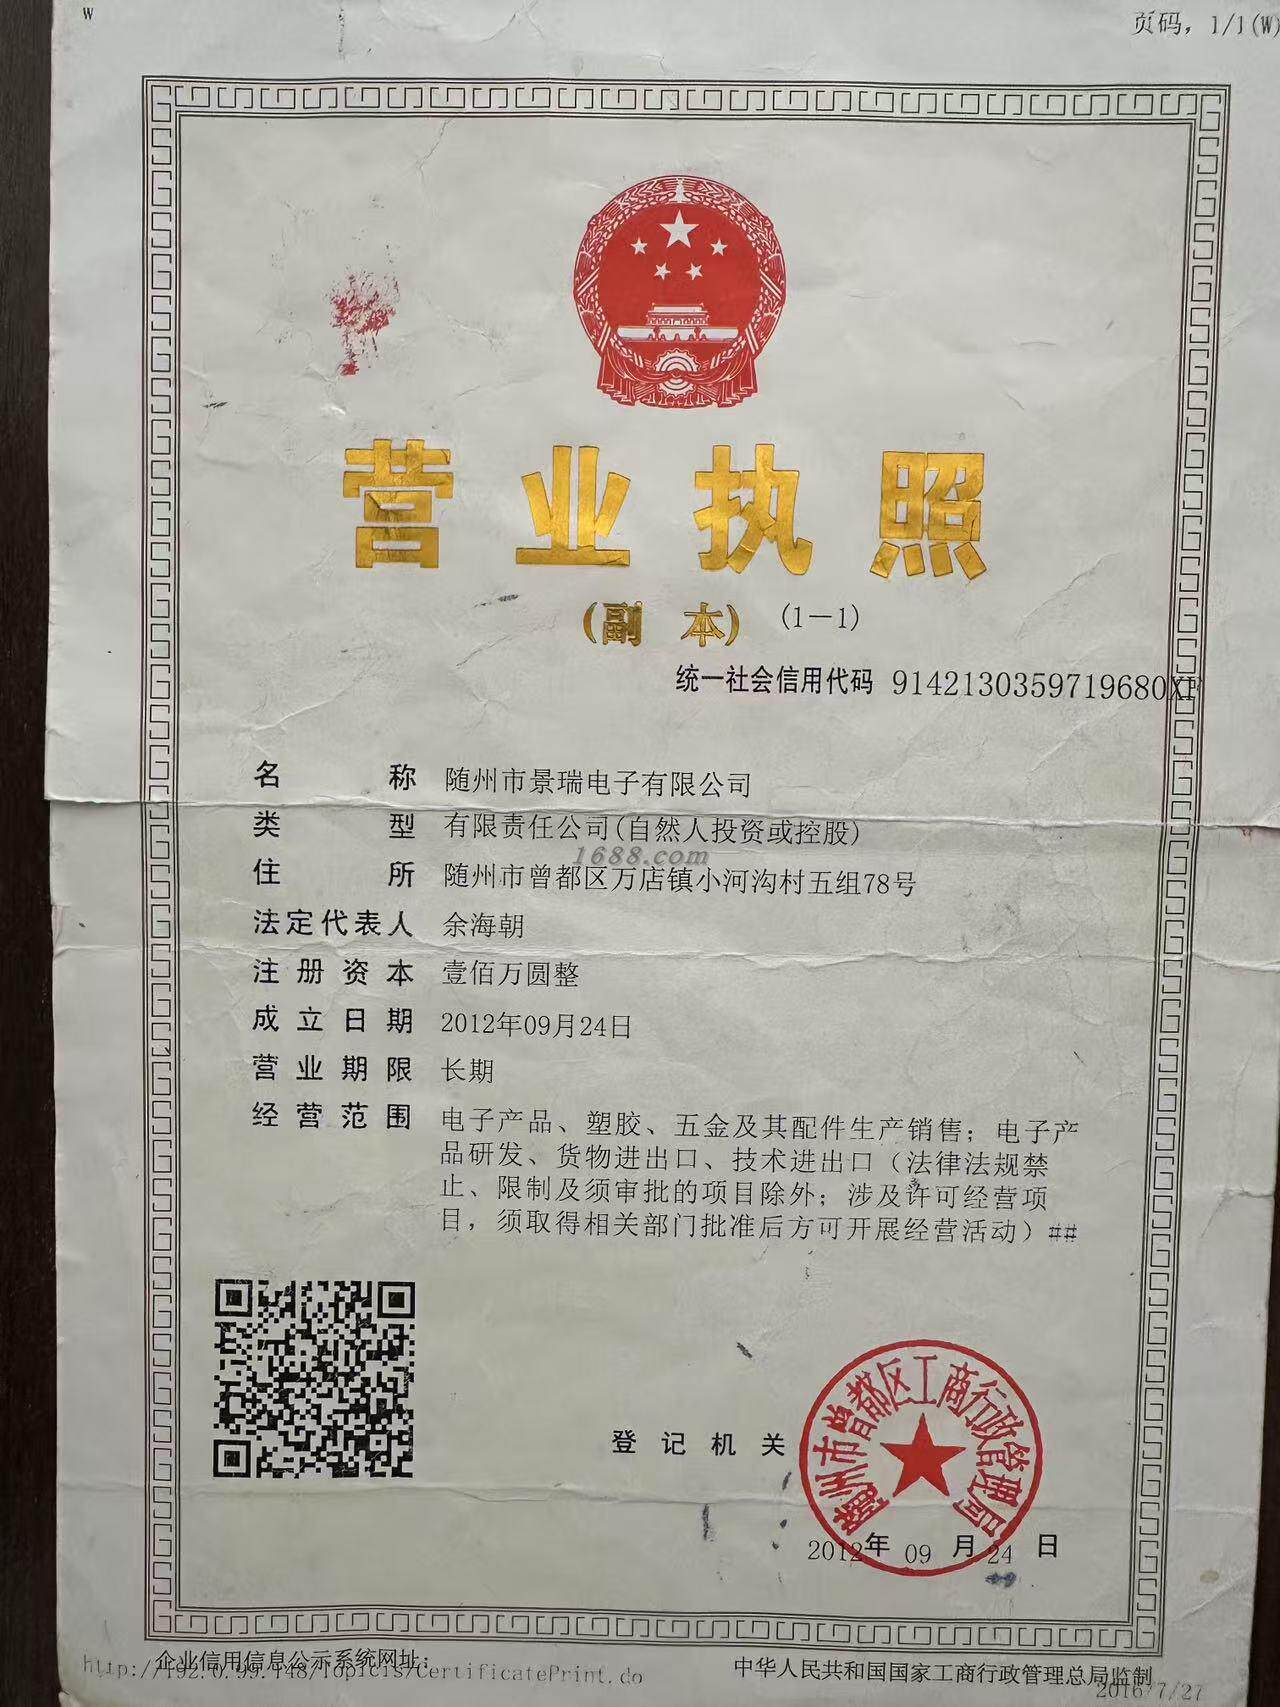 w
页码，1/1(W)
营业执照
(副 本) (1-1)
统一社会信用代码 9142130359719680XF
名称 随州市景瑞电子有限公司
类型 有限责任公司(自然人投资或控股)
1688.com
住所 随州市曾都区万店镇小河沟村五组78号
法定代表人 余海朝
注册资本 壹佰万圆整
成立日期 2012年09月24日
营业期限 长期
经营范围 电子产品、塑胶、五金及其配件生产销售；电子产
品研发、货物进出口、技术进出口（法律法规禁
止、限制及须审批的项目除外；涉及许可经营项
目，须取得相关部门批准后方可开展经营活动）##
登记机关
随州市曾都区工商行政管理局
2012年 09 月 24 日
企业信用信息公示系统网址：
http://192.0.99.148/TopicIS/CertificatePrint.do
中华人民共和国国家工商行政管理总局监制
2016/7/27